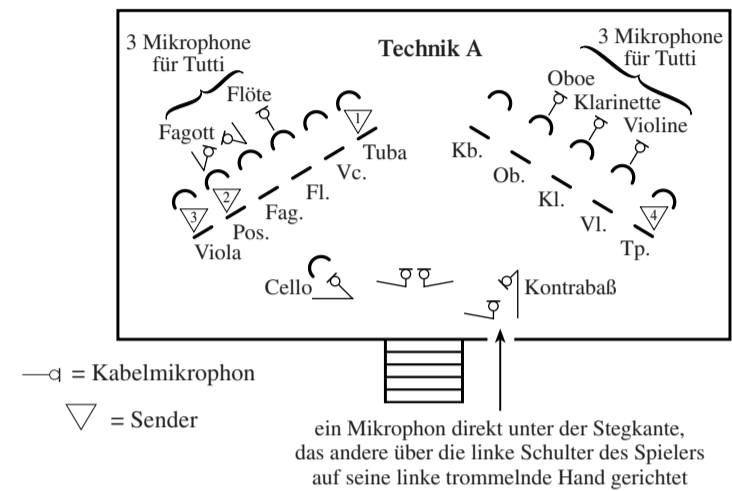 Technik A
3 Mikrophone
für Tutti
Flöte
Fagott
3 Mikrophone
für Tutti
Oboe
Klarinette
Violine
1
Tuba
Vc.
Fl.
Fag.
2
Pos.
3
Viola
Kb.
Ob.
Kl.
Vl.
4
Tp.
Cello
Kontrabaß
= Kabelmikrophon
= Sender
ein Mikrophon direkt unter der Stegkante,
das andere über die linke Schulter des Spielers
auf seine linke trommelnde Hand gerichtet